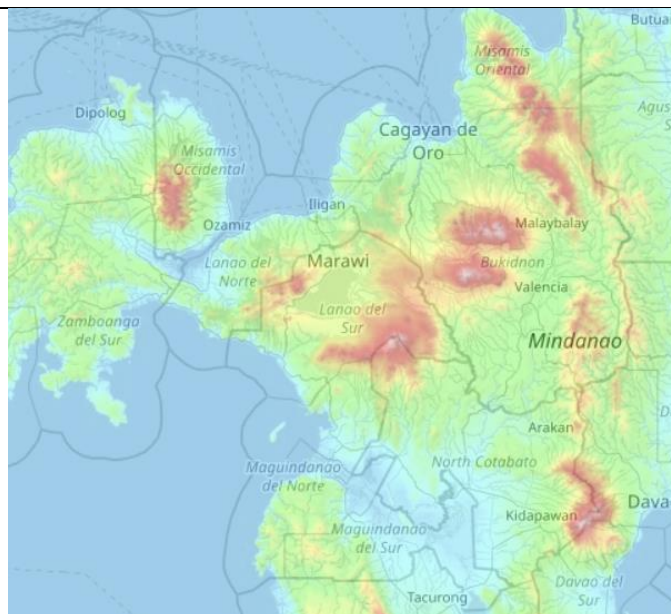 Butua
Misamis
Oriental
Dipolog
Agus
S
Cagayan de
Oro
Misamis
Occidental
Iligan
Ozamiz
Malaybalay
Lanao del
Norte
Marawi
Bukidnon
Valencia
Lanao del
Sur
Zamboanga
del Sur
Mindanao
D
Arakan
Maguindanao
del Norte
North Cotabato
Davao
Kidapawan
Maguindanao
del Sur
Davao del
Sur
Tacurong